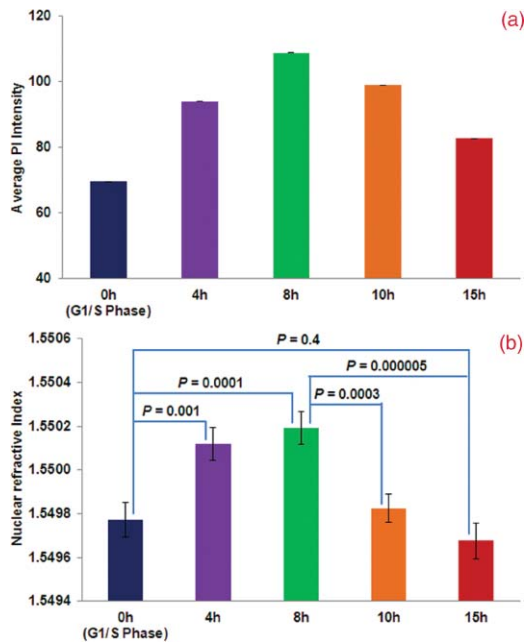 (a)
120
100
80
60
40
Average PI Intensity
0h 4h 8h 10h 15h
(G1/S Phase)
(b)
1.5506
1.5504
1.5502
1.5500
1.5498
1.5496
1.5494
Nuclear refractive Index
P = 0.4
P = 0.0001
P = 0.000005
P = 0.001
P = 0.0003
0h 4h 8h 10h 15h
(G1/S Phase)